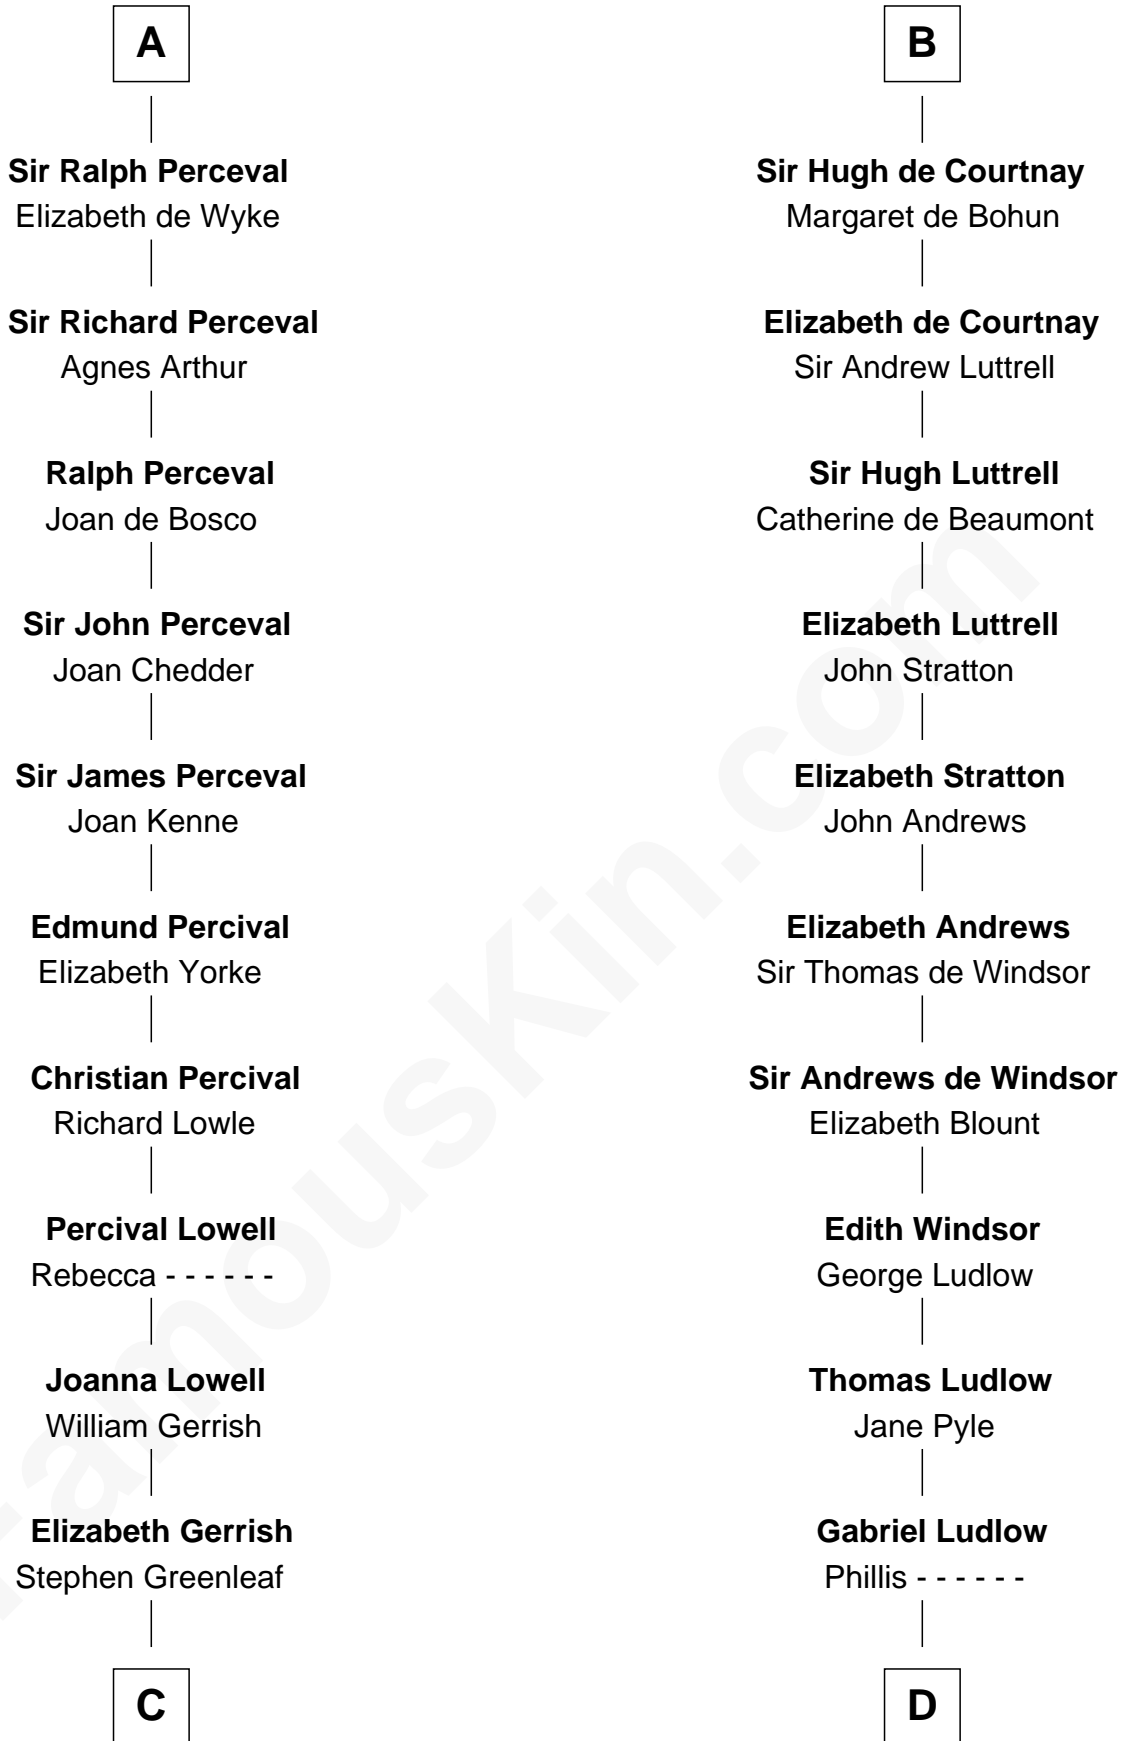 A
Sir Ralph Perceval
Elizabeth de Wyke
Sir Richard Perceval
Agnes Arthur
Ralph Perceval
Joan de Bosco
Sir John Perceval
Joan Chedder
Sir James Perceval
Joan Kenne
Edmund Percival
Elizabeth Yorke
Christian Percival
Richard Lowle
Percival Lowell
Rebecca - - - - - -
Joanna Lowell
William Gerrish
Elizabeth Gerrish
Stephen Greenleaf
C
B
Sir Hugh de Courtnay
Margaret de Bohun
Elizabeth de Courtnay
Sir Andrew Luttrell
Sir Hugh Luttrell
Catherine de Beaumont
Elizabeth Luttrell
John Stratton
Elizabeth Stratton
John Andrews
Elizabeth Andrews
Sir Thomas de Windsor
Sir Andrews de Windsor
Elizabeth Blount
Edith Windsor
George Ludlow
Thomas Ludlow
Jane Pyle
Gabriel Ludlow
Phillis - - - - - -
D
FamousKin.com